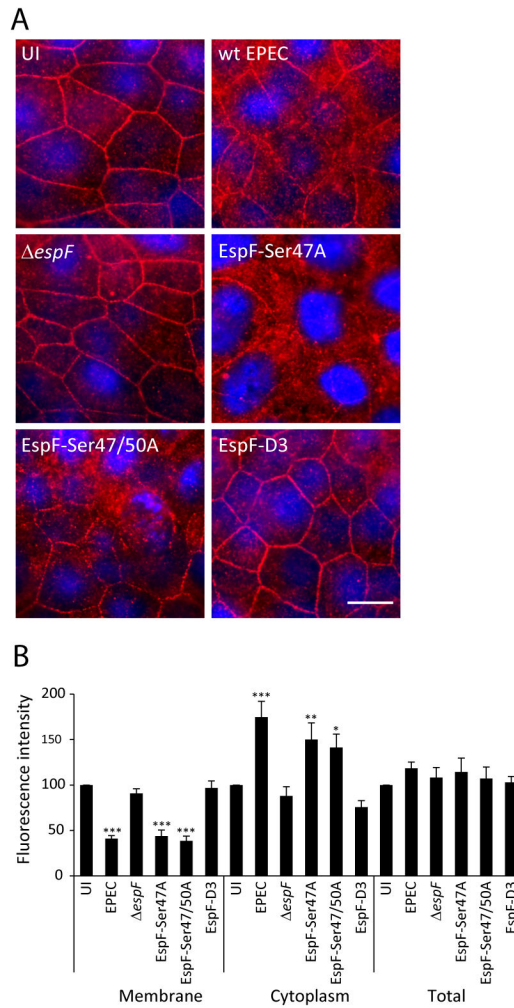 A
UI
wt EPEC
ΔespF
EspF-Ser47A
EspF-Ser47/50A
EspF-D3
B
Fluorescence intensity
200
150
100
50
0
***
***
***
***
**
*
UI
EPEC
ΔespF
EspF-Ser47A
EspF-Ser47/50A
EspF-D3
UI
EPEC
ΔespF
EspF-Ser47A
EspF-Ser47/50A
EspF-D3
UI
EPEC
ΔespF
EspF-Ser47A
EspF-Ser47/50A
EspF-D3
Membrane
Cytoplasm
Total